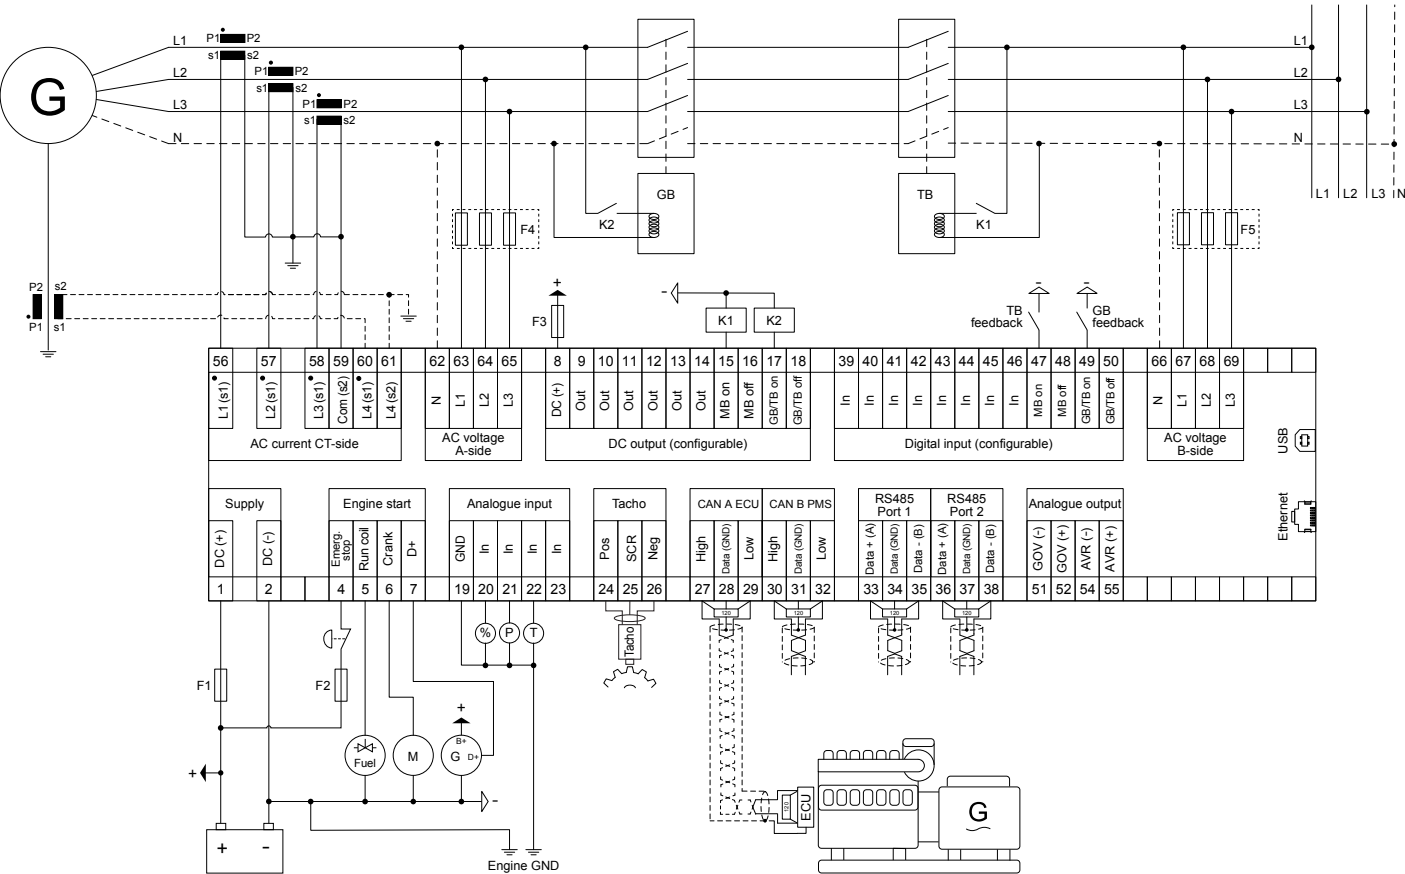 G
L1
L2
L3
N
P1 P2
s1 s2
P1 P2
s1 s2
P1 P2
s1 s2
L1
L2
L3
N
L1 L2 L3 N
GB
K2
TB
K1
F4
F5
P2 s2
P1 s1
+
F3
-
K1 K2
-
TB
feedback
-
GB
feedback
56 57 58 59 60 61 62 63 64 65 8 9 10 11 12 13 14 15 16 17 18 39 40 41 42 43 44 45 46 47 48 49 50 66 67 68 69
L1 (s1)
L2 (s1)
L3 (s1)
Com (s2)
L4 (s1)
L4 (s2)
N
L1
L2
L3
DC (+)
Out
Out
Out
Out
Out
Out
MB on
MB off
GB/TB on
GB/TB off
In
In
In
In
In
In
In
In
MB on
MB off
GB/TB on
GB/TB off
N
L1
L2
L3
AC current CT-side
AC voltage
A-side
DC output (configurable)
Digital input (configurable)
AC voltage
B-side
USB
Ethernet
Supply
Engine start
Analogue input
Tacho
CAN A ECU
CAN B PMS
RS485
Port 1
RS485
Port 2
Analogue output
DC (+)
DC (-)
Emerg.
stop
Run coil
Crank
D+
GND
In
In
In
In
Pos
SCR
Neg
High
Data (GND)
Low
High
Data (GND)
Low
Data + (A)
Data (GND)
Data - (B)
Data + (A)
Data (GND)
Data - (B)
GOV (-)
GOV (+)
AVR (-)
AVR (+)
1 2 4 5 6 7 19 20 21 22 23 24 25 26 27 28 29 30 31 32 33 34 35 36 37 38 51 52 54 55
120
120
120
120
% P T
Tacho
F1
F2
+
B+
G D+
Fuel
M
+
-
+ -
Engine GND
120
ECU
G